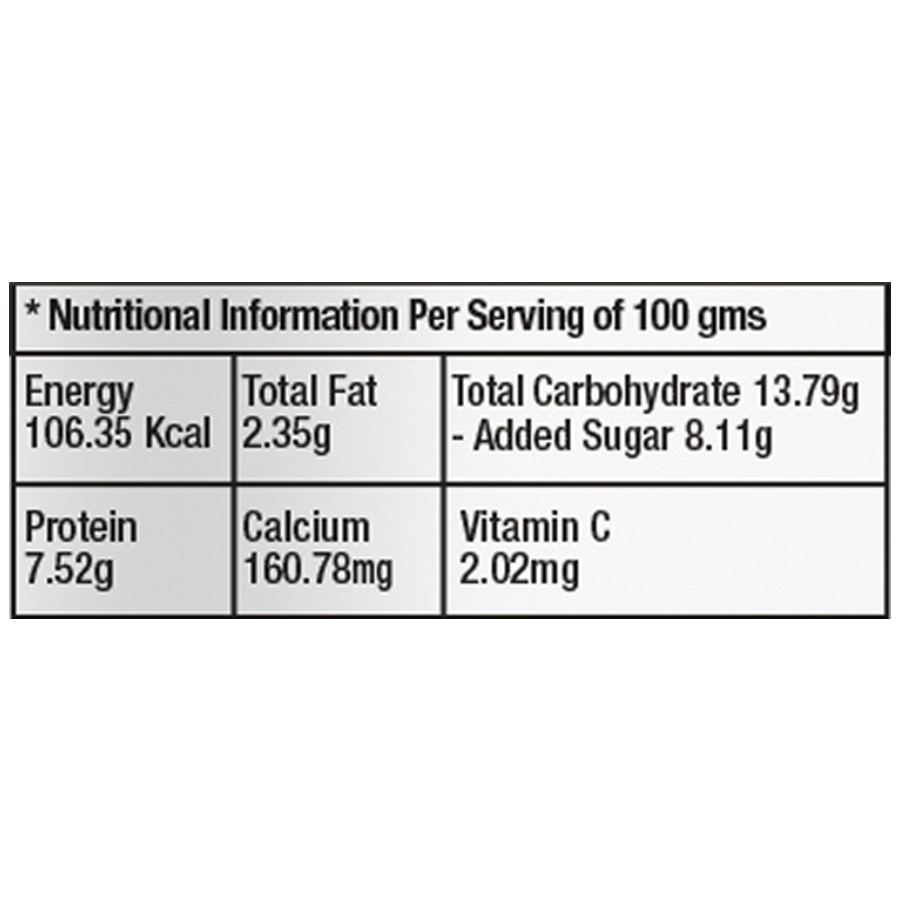 * Nutritional Information Per Serving of 100 gms
Energy
106.35 Kcal
Total Fat
2.35g
Total Carbohydrate 13.79g
- Added Sugar 8.11g
Protein
7.52g
Calcium
160.78mg
Vitamin C
2.02mg